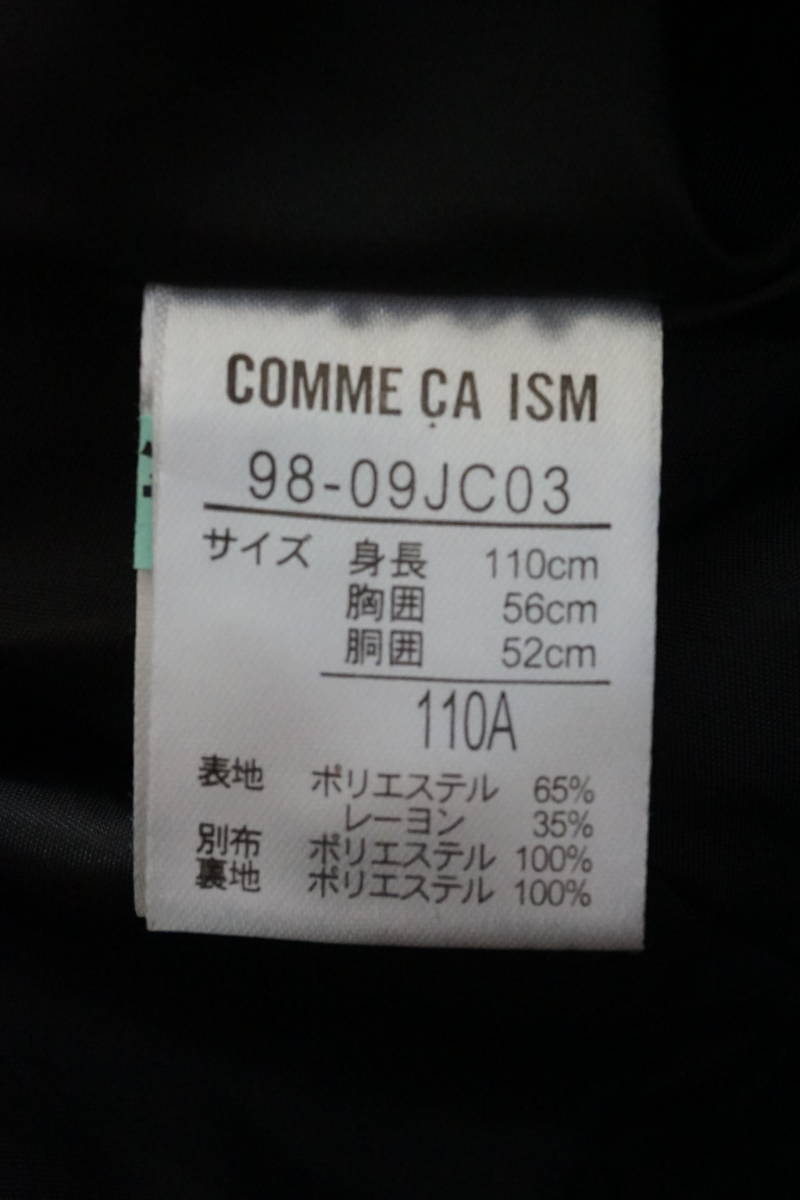 COMME ÇA ISM
98-09JC03
サイズ 身長 110cm
胸囲 56cm
胴囲 52cm
110A
表地 ポリエステル 65%
レーヨン 35%
別布 ポリエステル 100%
裏地 ポリエステル 100%